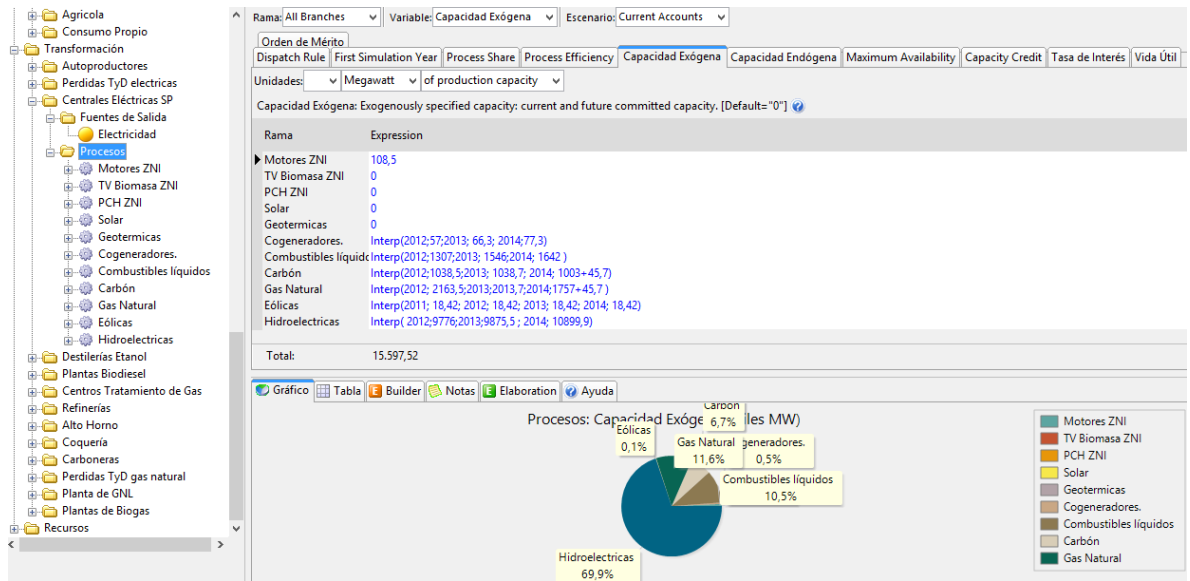 Agricola
Consumo Propio
Transformación
Autoproductores
Perdidas TyD electricas
Centrales Eléctricas SP
Fuentes de Salida
Electricidad
Procesos
Motores ZNI
TV Biomasa ZNI
PCH ZNI
Solar
Geotermicas
Cogeneradores.
Combustibles líquidos
Carbón
Gas Natural
Eólicas
Hidroelectricas
Destilerías Etanol
Plantas Biodiesel
Centros Tratamiento de Gas
Refinerías
Alto Horno
Coquería
Carboneras
Perdidas TyD gas natural
Planta de GNL
Plantas de Biogas
Recursos
Rama: All Branches Variable: Capacidad Exógena Escenario: Current Accounts
Orden de Mérito
Dispatch Rule First Simulation Year Process Share Process Efficiency Capacidad Exógena Capacidad Endógena Maximum Availability Capacity Credit Tasa de Interés Vida Útil
Unidades: Megawatt of production capacity
Capacidad Exógena: Exogenously specified capacity: current and future committed capacity. [Default="0"]
Rama Expression
Motores ZNI 108,5
TV Biomasa ZNI 0
PCH ZNI 0
Solar 0
Geotermicas 0
Cogeneradores. Interp(2012;57;2013; 66,3; 2014;77,3)
Combustibles líquidc Interp(2012;1307;2013; 1546;2014; 1642 )
Carbón Interp(2012;1038,5;2013; 1038,7; 2014; 1003+45,7)
Gas Natural Interp(2012; 2163,5;2013;2013,7;2014;1757+45,7 )
Eólicas Interp(2011; 18,42; 2012; 18,42; 2013; 18,42; 2014; 18,42)
Hidroelectricas Interp( 2012;9776;2013;9875,5 ; 2014; 10899,9)
Total: 15.597,52
Gráfico Tabla Builder Notas Elaboration Ayuda
Procesos: Capacidad Exóge iles MW)
Carbón
6,7%
Eólicas
0,1%
Gas Natural
11,6%
generadores.
0,5%
Combustibles líquidos
10,5%
Hidroelectricas
69,9%
Motores ZNI
TV Biomasa ZNI
PCH ZNI
Solar
Geotermicas
Cogeneradores.
Combustibles líquidos
Carbón
Gas Natural